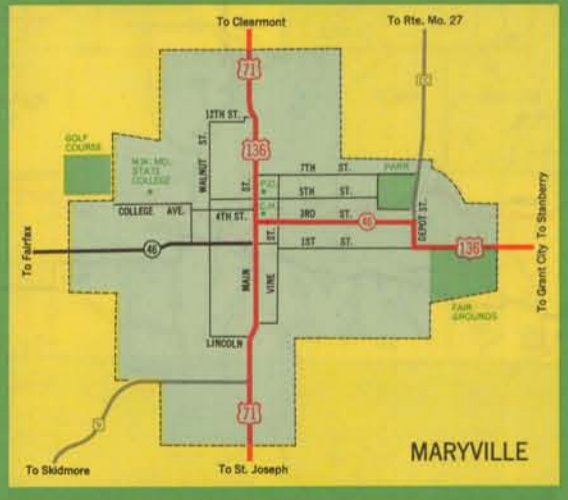 To Clearmont
To Rte. Mo. 27
71
12TH ST.
136
GOLF
COURSE
N.W. MO.
STATE
COLLEGE
WALNUT ST.
7TH ST.
PARK
P.O.
5TH ST.
C.H.
COLLEGE AVE.
4TH ST.
ST.
3RD ST.
46
DEPOT ST.
To Fairfax
46
1ST ST.
136
To Grant City To Stanberry
MAIN
VINE
ST.
FAIR
GROUNDS
LINCOLN
71
MARYVILLE
To Skidmore
To St. Joseph